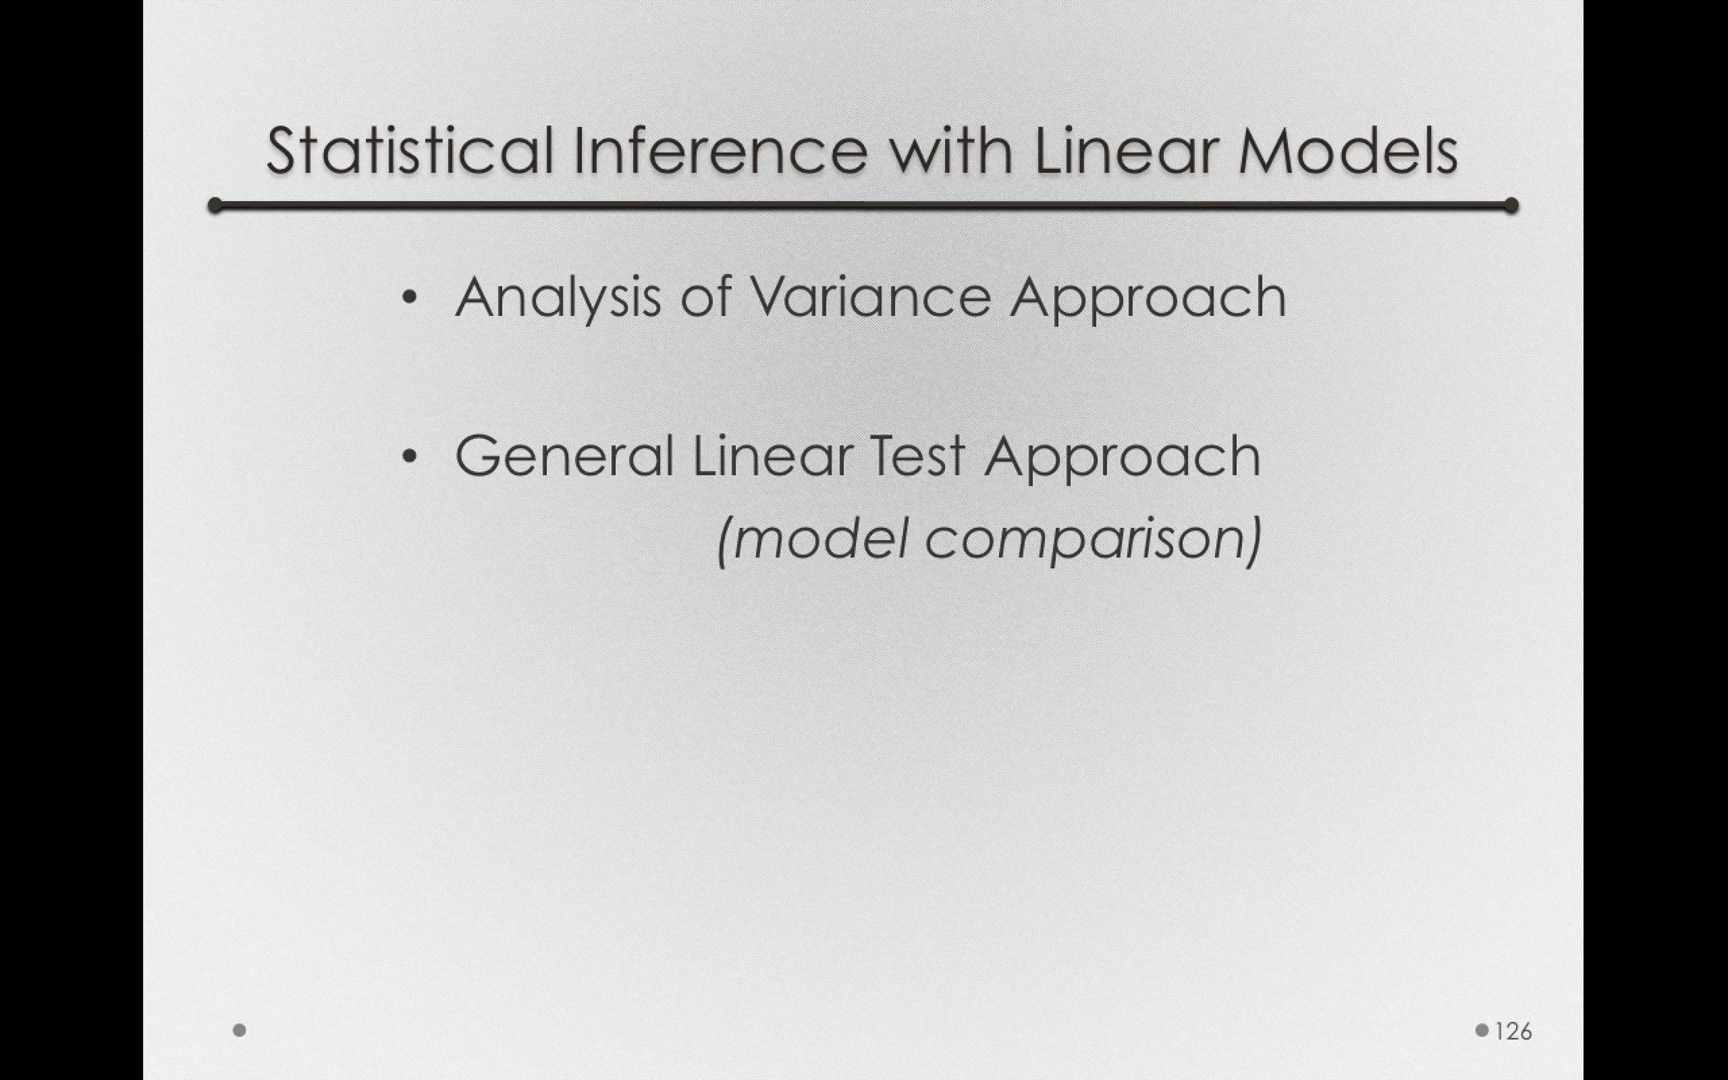 Statistical Inference with Linear Models
• Analysis of Variance Approach
• General Linear Test Approach
(model comparison)
126